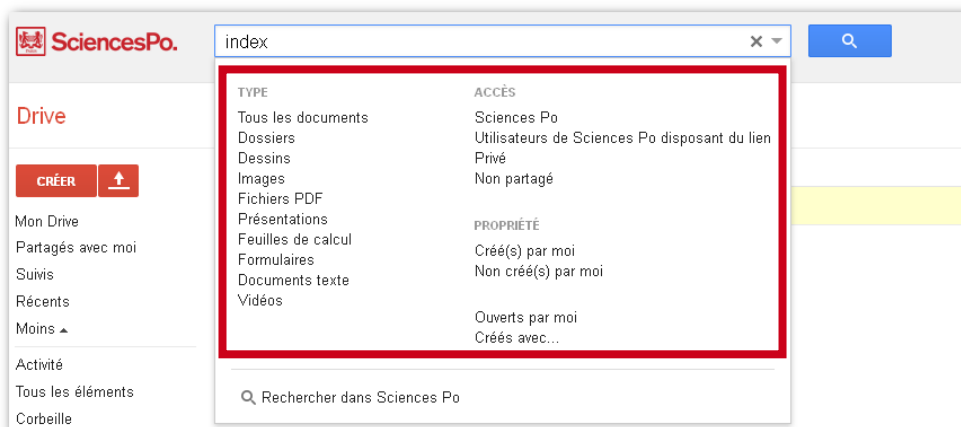 SciencesPo.
index
Drive
CRÉER
Mon Drive
Partagés avec moi
Suivis
Récents
Moins
Activité
Tous les éléments
Corbeille
TYPE
Tous les documents
Dossiers
Dessins
Images
Fichiers PDF
Présentations
Feuilles de calcul
Formulaires
Documents texte
Vidéos
ACCÈS
Sciences Po
Utilisateurs de Sciences Po disposant du lien
Privé
Non partagé
PROPRIÉTÉ
Créé(s) par moi
Non créé(s) par moi
Ouverts par moi
Créés avec...
Rechercher dans Sciences Po